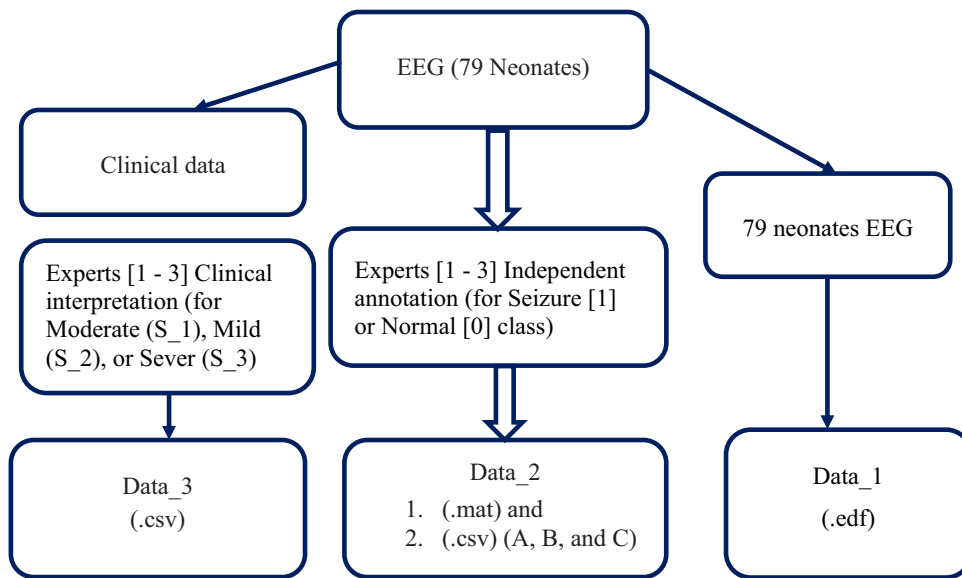 EEG (79 Neonates)
Clinical data
79 neonates EEG
Experts [1 - 3] Clinical
interpretation (for
Moderate (S_1), Mild
(S_2), or Sever (S_3)
Experts [1 - 3] Independent
annotation (for Seizure [1]
or Normal [0] class)
Data_3
(.csv)
Data_2
1. (.mat) and
2. (.csv) (A, B, and C)
Data_1
(.edf)